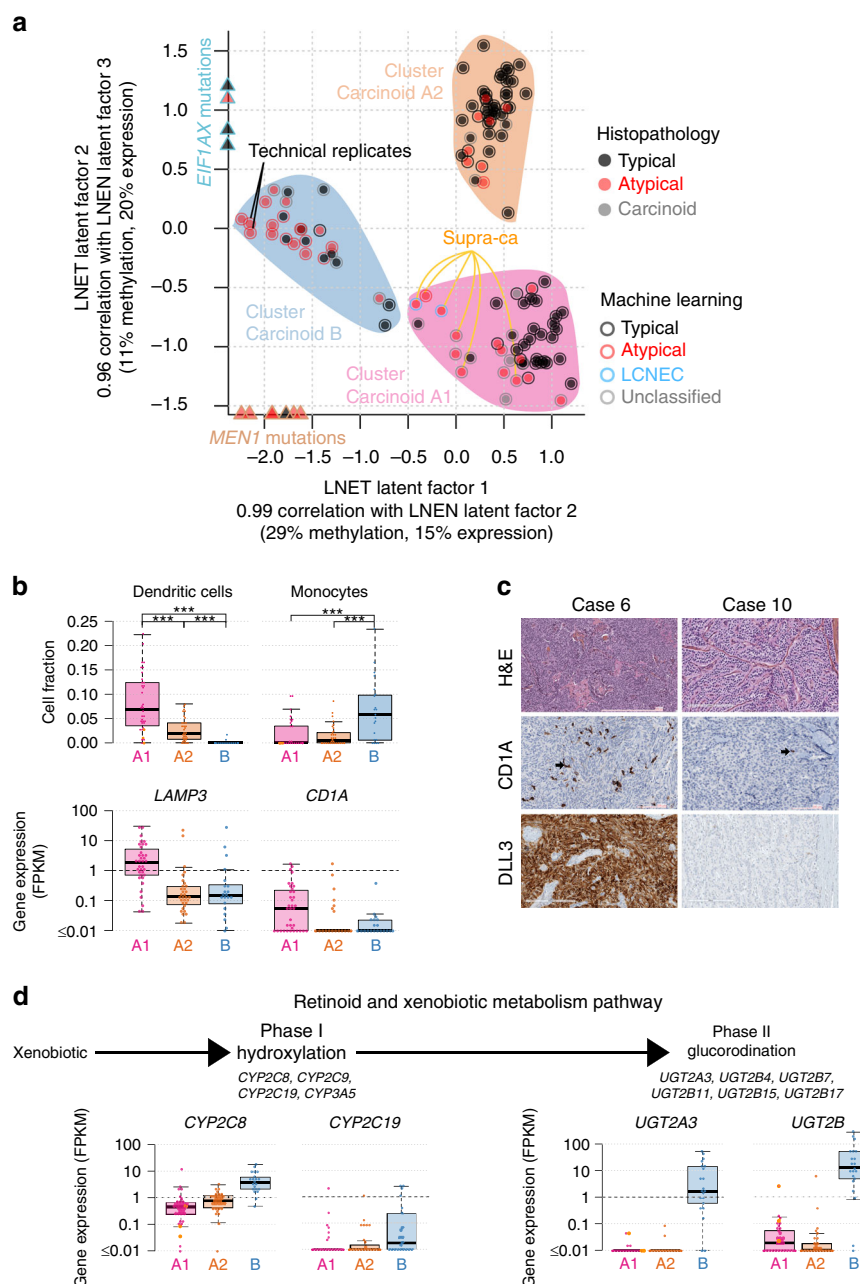 a
LNET latent factor 2
0.96 correlation with LNEN latent factor 3
(11% methylation, 20% expression)
EIF1AX mutations
1.5
1.0
0.5
0.0
−0.5
−1.0
−1.5
Cluster
Carcinoid A2
Technical replicates
Supra-ca
Cluster
Carcinoid B
Cluster
Carcinoid A1
MEN1 mutations
−2.0 −1.5 −1.0 −0.5 0.0 0.5 1.0
LNET latent factor 1
0.99 correlation with LNEN latent factor 2
(29% methylation, 15% expression)
Histopathology
Typical
Atypical
Carcinoid
Machine learning
Typical
Atypical
LCNEC
Unclassified
b
Dendritic cells Monocytes
*** ***
*** *** ***
Cell fraction
0.25
0.20
0.15
0.10
0.05
0.00
A1 A2 B A1 A2 B
LAMP3 CD1A
Gene expression
(FPKM)
100
10
1
0.1
≤0.01
A1 A2 B A1 A2 B
c
Case 6 Case 10
H&E
CD1A
DLL3
d
Retinoid and xenobiotic metabolism pathway
Xenobiotic
Phase I
hydroxylation
CYP2C8, CYP2C9,
CYP2C19, CYP3A5
Phase II
glucorodination
UGT2A3, UGT2B4, UGT2B7,
UGT2B11, UGT2B15, UGT2B17
CYP2C8 CYP2C19
Gene expression (FPKM)
100
10
1
0.1
≤0.01
A1 A2 B A1 A2 B
UGT2A3 UGT2B
Gene expression (FPKM)
100
10
1
0.1
≤0.01
A1 A2 B A1 A2 B